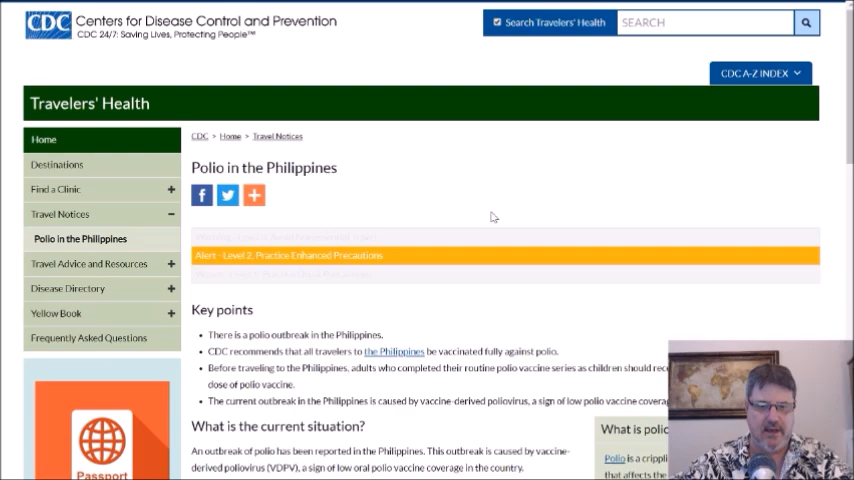 CDC Centers for Disease Control and Prevention
CDC 24/7: Saving Lives, Protecting People™
Search Travelers' Health
SEARCH
CDC A-Z INDEX
Travelers' Health
Home
Destinations
Find a Clinic +
Travel Notices −
Polio in the Philippines
Travel Advice and Resources +
Disease Directory +
Yellow Book +
Frequently Asked Questions
Passport
CDC > Home > Travel Notices
Polio in the Philippines
Alert - Level 2, Practice Enhanced Precautions
Key points
• There is a polio outbreak in the Philippines.
• CDC recommends that all travelers to the Philippines be vaccinated fully against polio.
• Before traveling to the Philippines, adults who completed their routine polio vaccine series as children should rece
dose of polio vaccine.
• The current outbreak in the Philippines is caused by vaccine-derived poliovirus, a sign of low polio vaccine coverag
What is the current situation?
An outbreak of polio has been reported in the Philippines. This outbreak is caused by vaccine-
derived poliovirus (VDPV), a sign of low oral polio vaccine coverage in the country.
What is polio
Polio is a crippli
that affects the